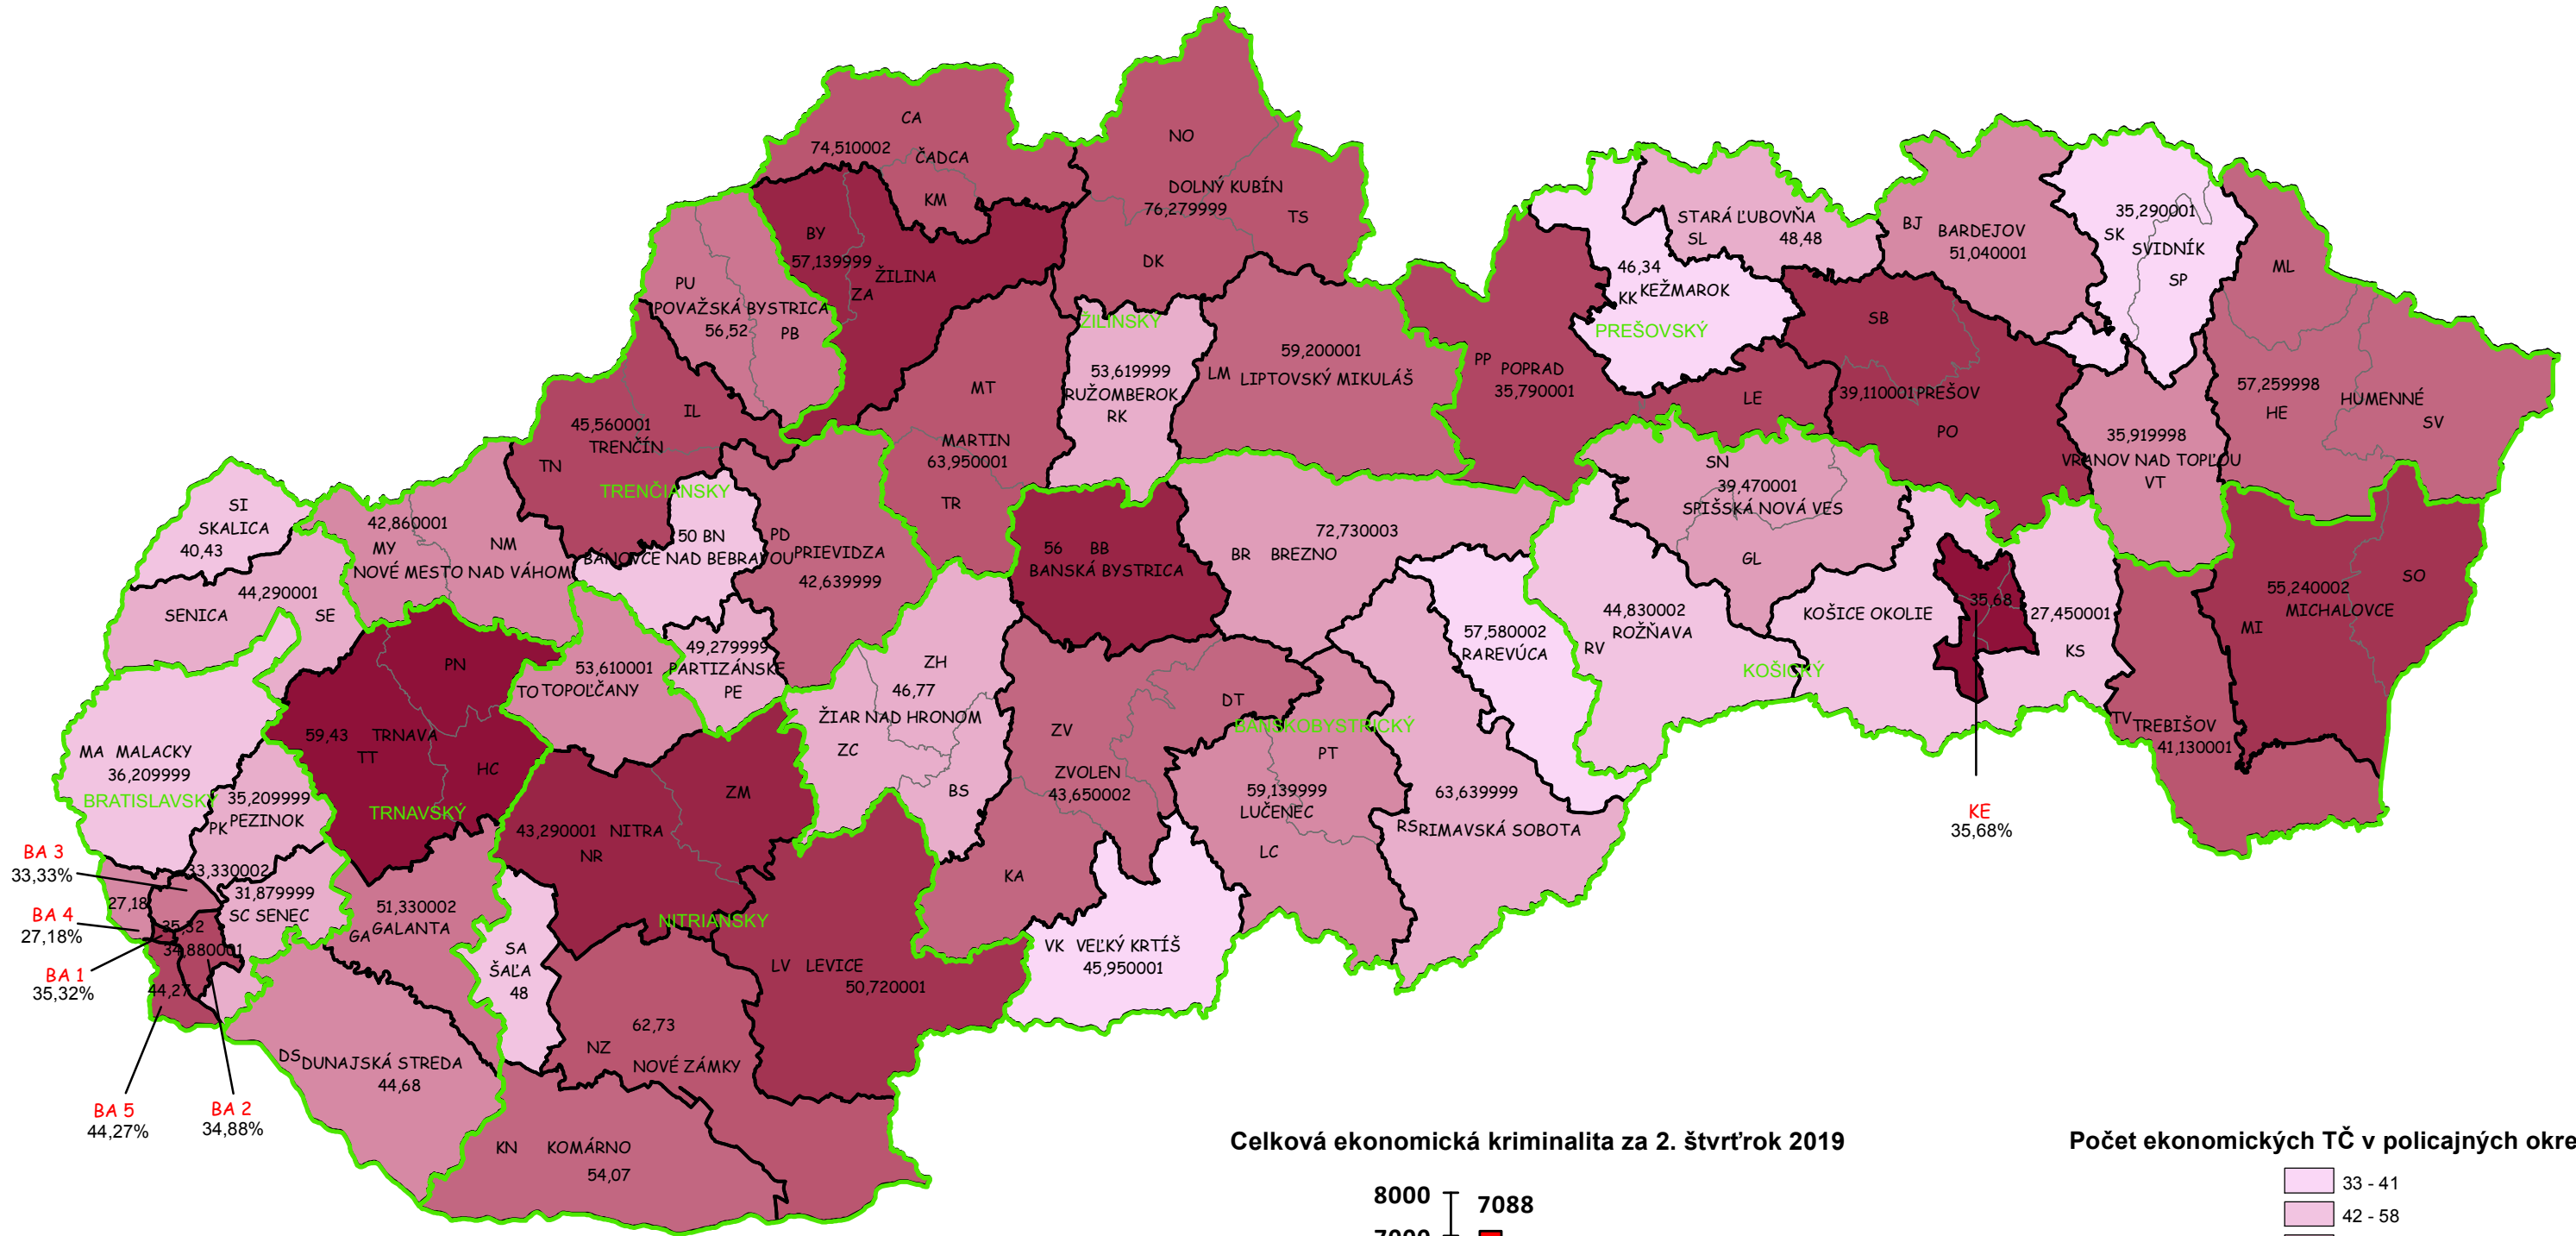 CA
74,510002
ČADCA
KM
NO
DOLNÝ KUBÍN
76,279999
TS
DK
BY
57,139999
ŽILINA
ZA
PU
POVAŽSKÁ BYSTRICA
56,52
PB
ŽILINSKÝ
53,619999
RUŽOMBEROK
RK
59,200001
LM LIPTOVSKÝ MIKULÁŠ
MT
MARTIN
63,950001
TR
IL
45,560001
TRENČÍN
TN
TRENČIANSKY
STARÁ ĽUBOVŇA
SL
48,48
46,34
KK KEŽMAROK
PREŠOVSKÝ
PP POPRAD
35,790001
LE
BJ BARDEJOV
51,040001
35,290001
SK
SVIDNÍK
SP
SB
39,110001 PREŠOV
PO
ML
57,259998
HUMENNÉ
HE
SV
35,919998
VRANOV NAD TOPĽOU
VT
SN
39,470001
SPIŠSKÁ NOVÁ VES
GL
SI
SKALICA
40,43
42,860001
MY
NM
NOVÉ MESTO NAD VÁHOM
50 BN
BÁNOVCE NAD BEBRAVOU
PD
PRIEVIDZA
42,639999
44,290001
SENICA
SE
56 BB
BANSKÁ BYSTRICA
72,730003
BR BREZNO
57,580002
RAREVÚCA
44,830002
ROŽŇAVA
RV
KOŠICKÝ
KOŠICE OKOLIE
35,68
27,450001
KS
55,240002
MICHALOVCE
MI
SO
TV
TREBIŠOV
41,130001
KE
35,68%
PN
59,43 TRNAVA
TT
HC
TRNAVSKÝ
53,610001
TO TOPOĽČANY
49,279999
PARTIZÁNSKE
PE
ZH
46,77
ŽIAR NAD HRONOM
ZC
BS
ZV
DT
ZVOLEN
43,650002
KA
BANSKOBYSTRICKÝ
PT
59,139999
LUČENEC
LC
63,639999
RS RIMAVSKÁ SOBOTA
MA MALACKY
36,209999
BRATISLAVSKÝ
35,209999
PK PEZINOK
33,330002
31,879999
SC SENEC
BA 3
33,33%
27,18
BA 4
27,18%
35,32
34,880001
BA 1
35,32%
44,27
BA 5
44,27%
BA 2
34,88%
51,330002
GA GALANTA
43,290001 NITRA
NR
ZM
NITRIANSKY
SA
ŠAĽA
48
LV LEVICE
50,720001
VK VEĽKÝ KRTÍŠ
45,950001
62,73
NZ
NOVÉ ZÁMKY
DS DUNAJSKÁ STREDA
44,68
KN KOMÁRNO
54,07
Celková ekonomická kriminalita za 2. štvrťrok 2019
8000
7088
Počet ekonomických TČ v policajných okre
33 - 41
42 - 58